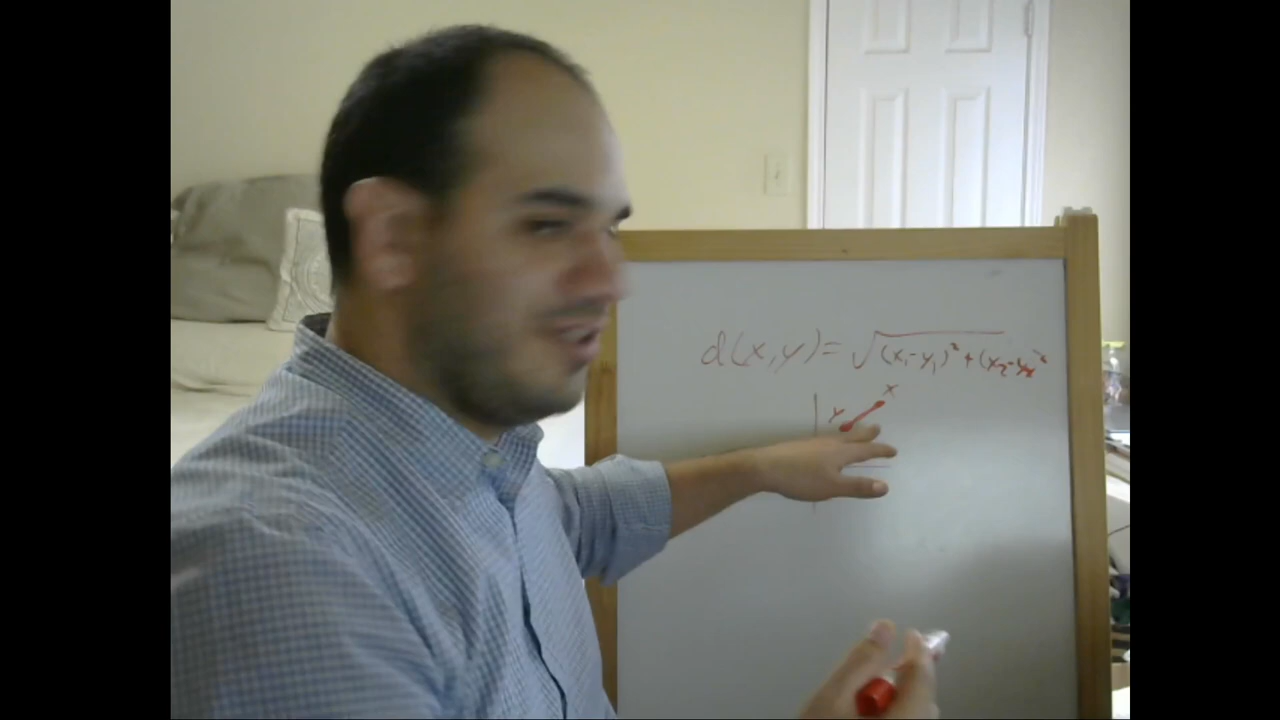 d(x,y)=√(x₁-y₁)²+(x₂-y₂)²
x
y